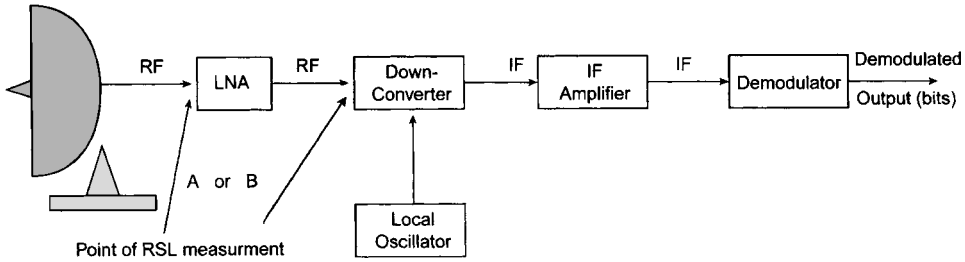 RF
LNA
RF
Down-
Converter
IF
IF
Amplifier
IF
Demodulator
Demodulated
Output (bits)
A or B
Local
Oscillator
Point of RSL measurment